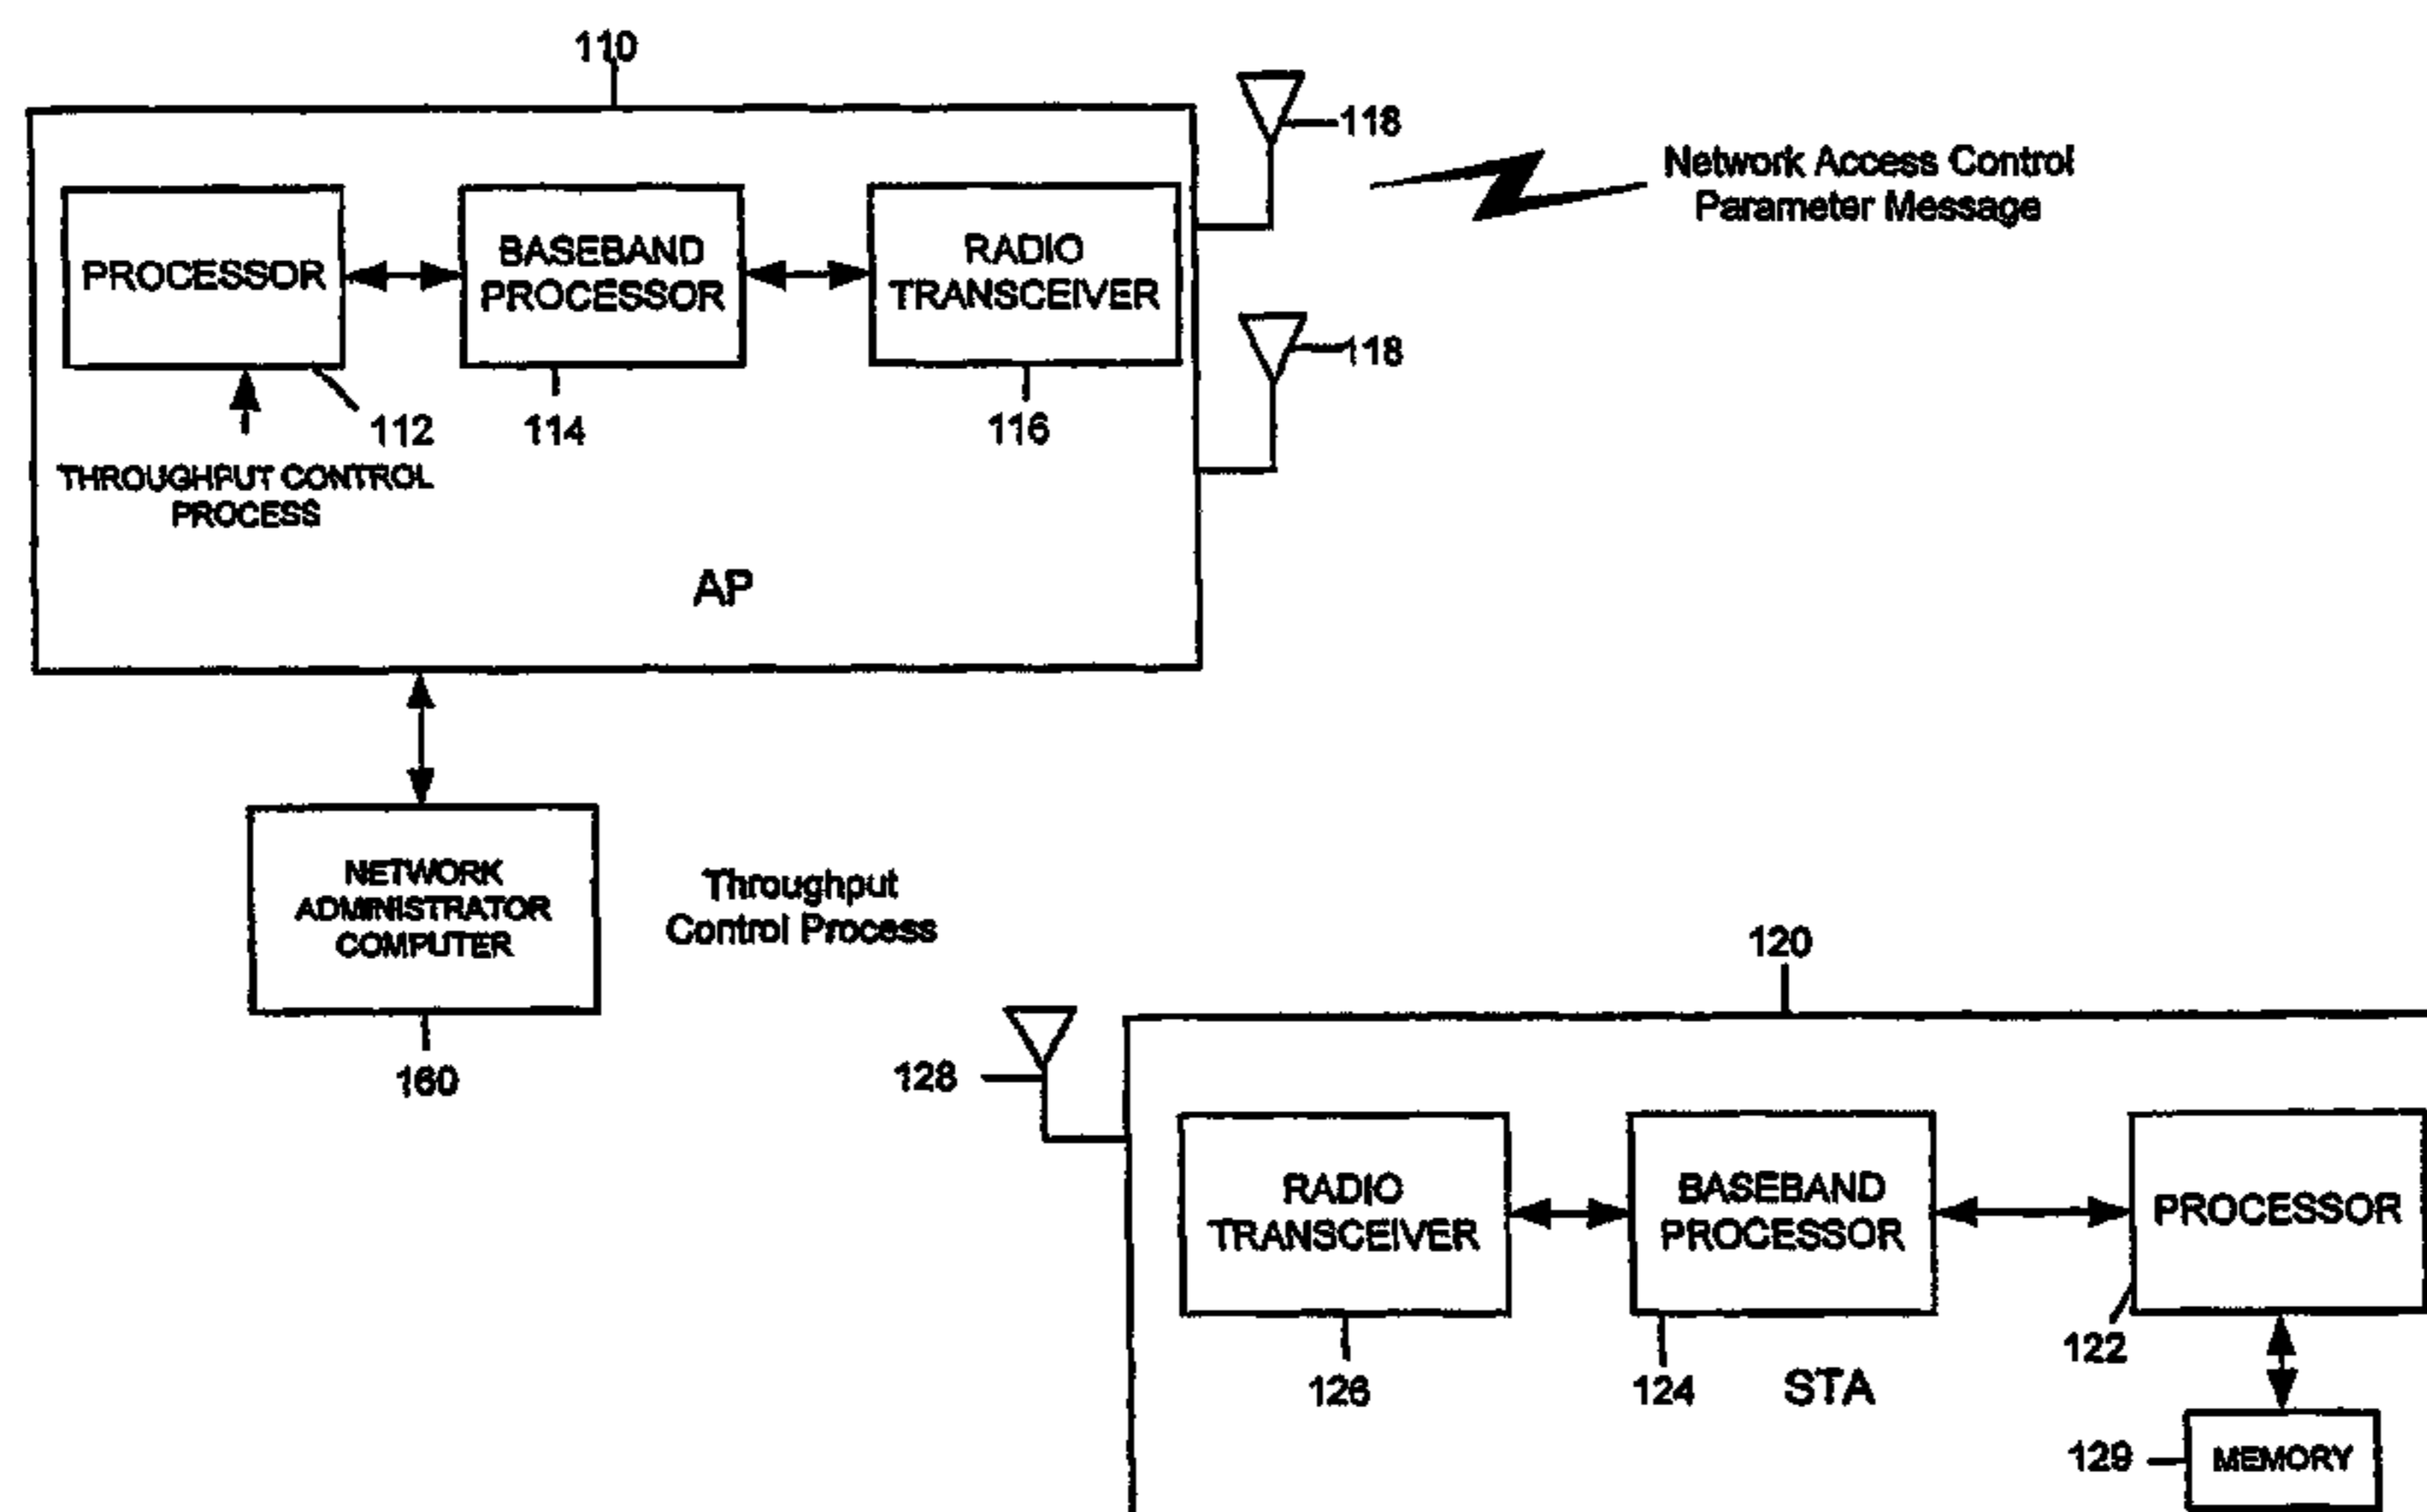 110
118
Network Access Control
Parameter Message
PROCESSOR
BASEBAND
PROCESSOR
RADIO
TRANSCEIVER
118
112
114
116
THROUGHPUT CONTROL
PROCESS
AP
NETWORK
ADMINISTRATOR
COMPUTER
Throughput
Control Process
160
120
128
RADIO
TRANSCEIVER
BASEBAND
PROCESSOR
PROCESSOR
122
126
124
STA
129
MEMORY